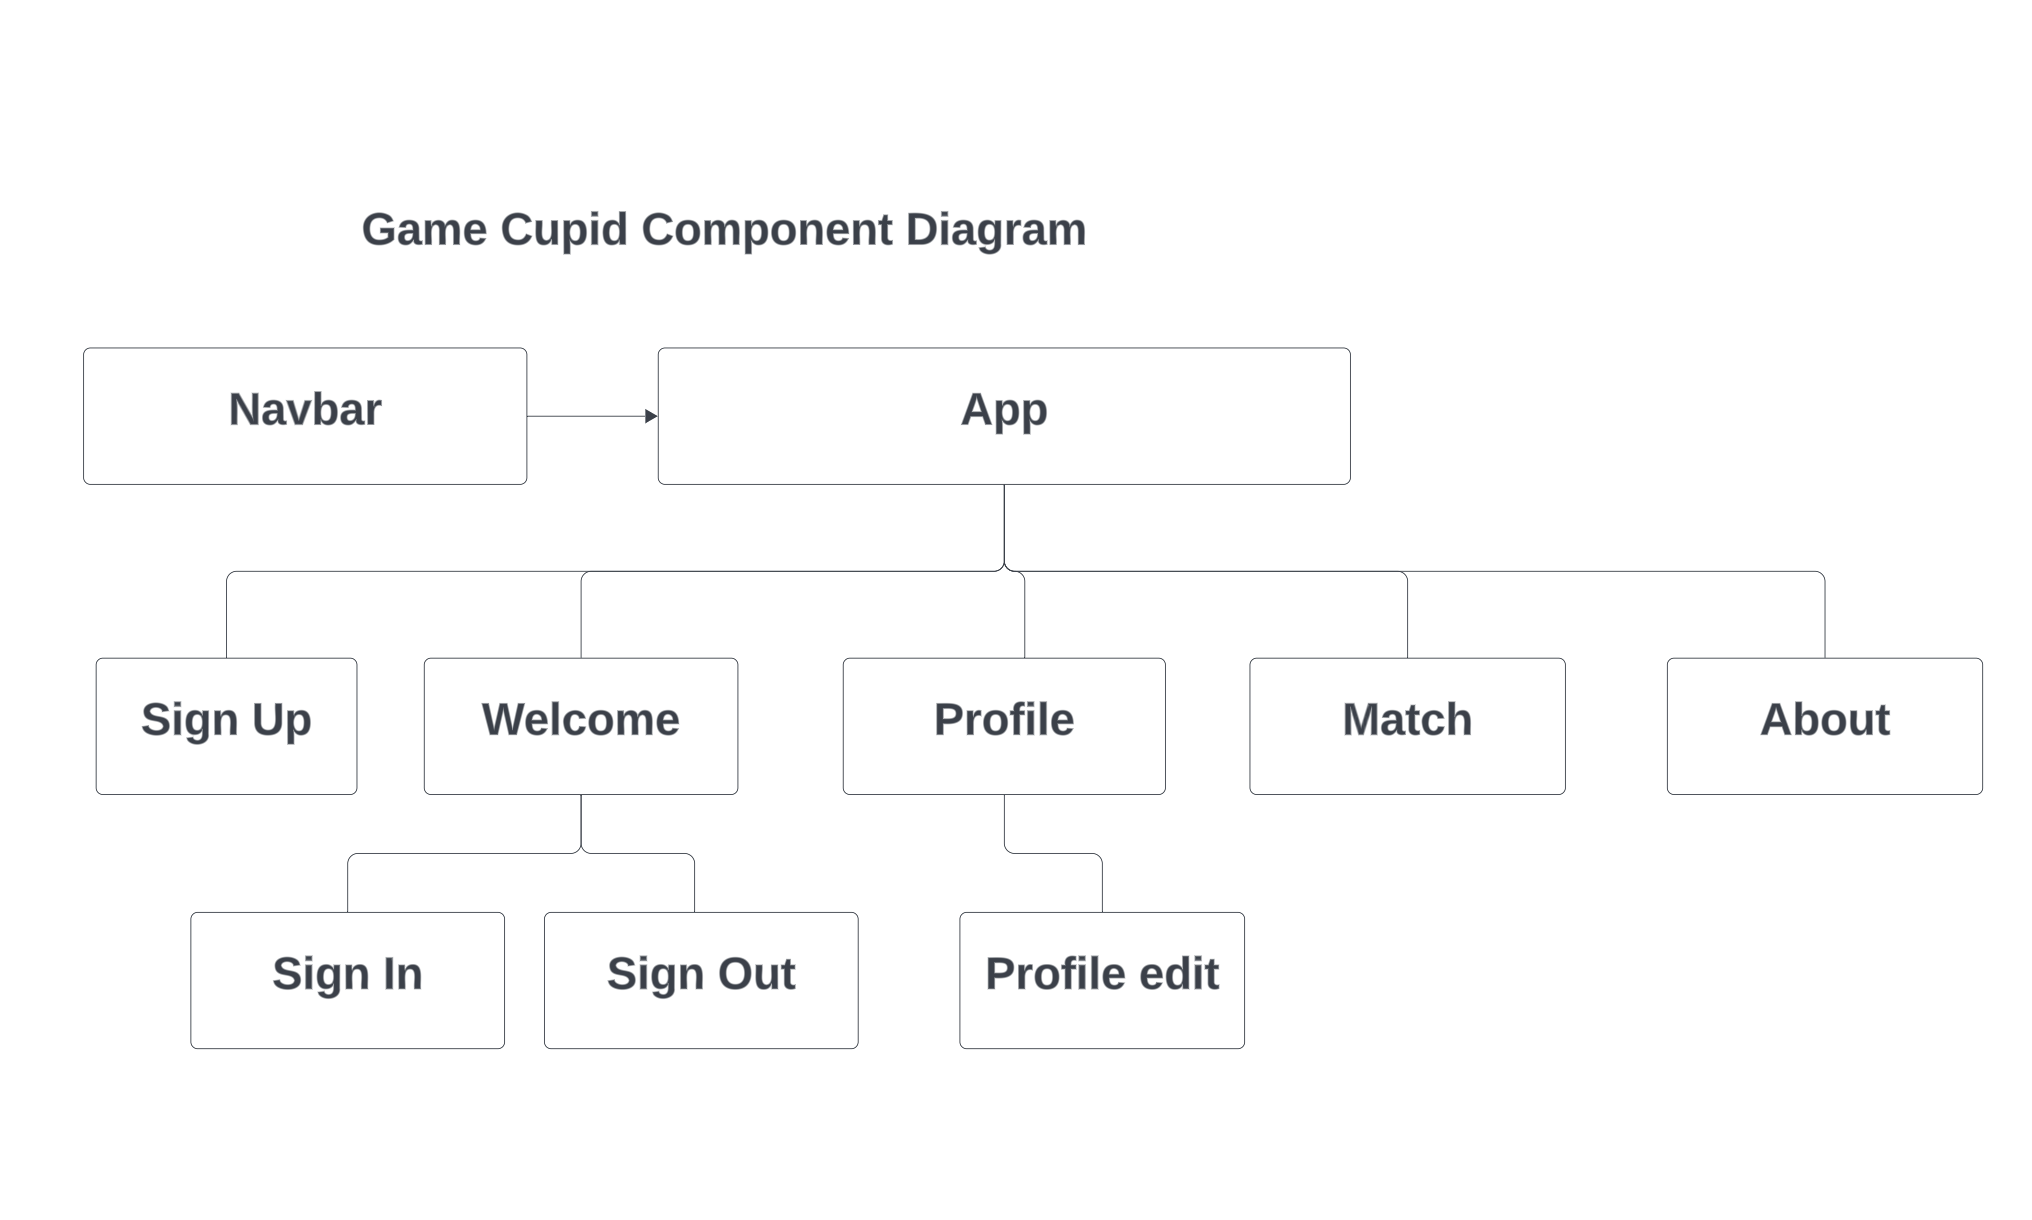 Game Cupid Component Diagram
Navbar
App
Sign Up
Welcome
Profile
Match
About
Sign In
Sign Out
Profile edit